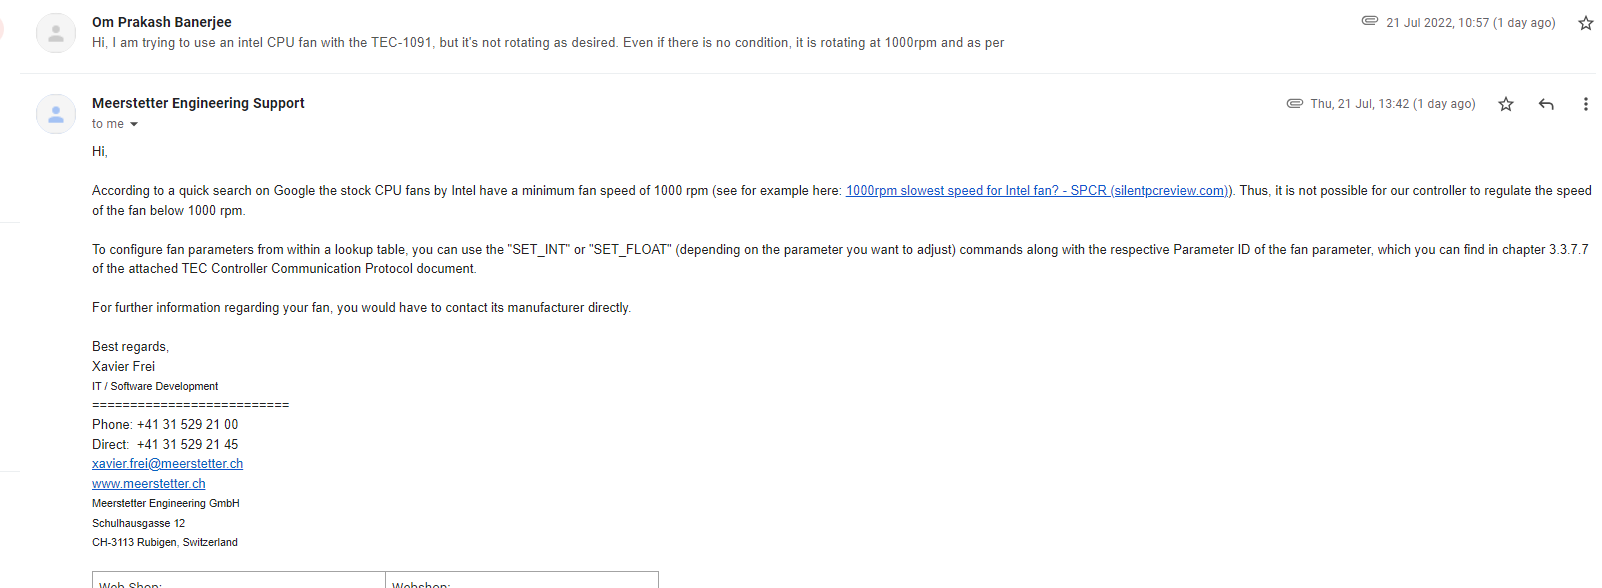 Om Prakash Banerjee
21 Jul 2022, 10:57 (1 day ago)
Hi, I am trying to use an intel CPU fan with the TEC-1091, but it's not rotating as desired. Even if there is no condition, it is rotating at 1000rpm and as per
Meerstetter Engineering Support
Thu, 21 Jul, 13:42 (1 day ago)
to me
Hi,
According to a quick search on Google the stock CPU fans by Intel have a minimum fan speed of 1000 rpm (see for example here: 1000rpm slowest speed for Intel fan? - SPCR (silentpcreview.com)). Thus, it is not possible for our controller to regulate the speed
of the fan below 1000 rpm.
To configure fan parameters from within a lookup table, you can use the "SET_INT" or "SET_FLOAT" (depending on the parameter you want to adjust) commands along with the respective Parameter ID of the fan parameter, which you can find in chapter 3.3.7.7
of the attached TEC Controller Communication Protocol document.
For further information regarding your fan, you would have to contact its manufacturer directly.
Best regards,
Xavier Frei
IT / Software Development
==========================
Phone: +41 31 529 21 00
Direct:  +41 31 529 21 45
xavier.frei@meerstetter.ch
www.meerstetter.ch
Meerstetter Engineering GmbH
Schulhausgasse 12
CH-3113 Rubigen, Switzerland
Web Shop:
Webshop: